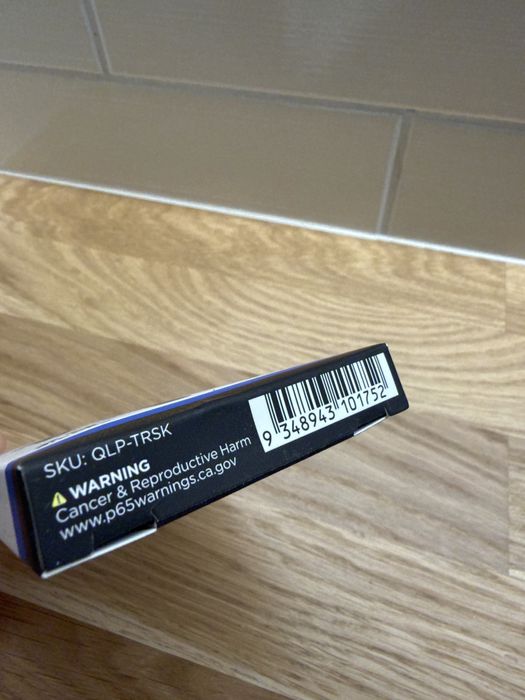 SKU: QLP-TRSK
⚠ WARNING
Cancer & Reproductive Harm
www.p65warnings.ca.gov
9 348943 101752